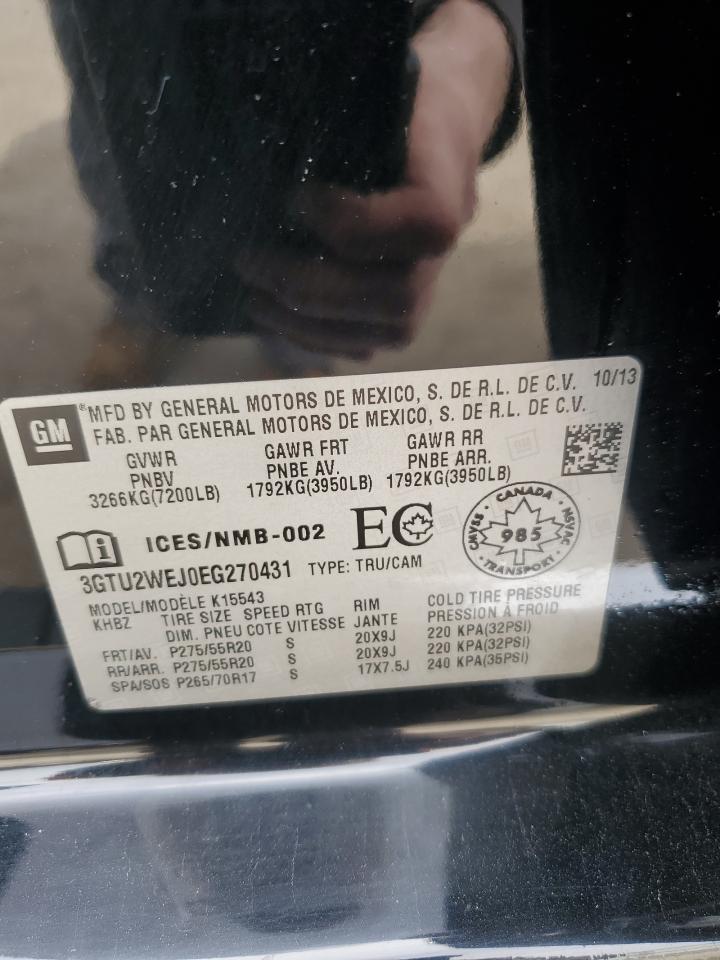 GM
®MFD BY GENERAL MOTORS DE MEXICO, S. DE R.L. DE C.V. 10/13
FAB. PAR GENERAL MOTORS DE MEXICO, S. DE R.L. DE C.V.
GVWR GAWR FRT GAWR RR
PNBV PNBE AV. PNBE ARR.
3266KG(7200LB) 1792KG(3950LB) 1792KG(3950LB)
ICES/NMB-002 EC CANADA CMVSS 985 NSVAC TRANSPORT
3GTU2WEJ0EG270431 TYPE: TRU/CAM
MODEL/MODÈLE K15543
KHBZ TIRE SIZE SPEED RTG RIM COLD TIRE PRESSURE
DIM. PNEU COTE VITESSE JANTE PRESSION À FROID
FRT/AV. P275/55R20 S 20X9J 220 KPA(32PSI)
RR/ARR. P275/55R20 S 20X9J 220 KPA(32PSI)
SPA/SOS P265/70R17 S 17X7.5J 240 KPA(35PSI)